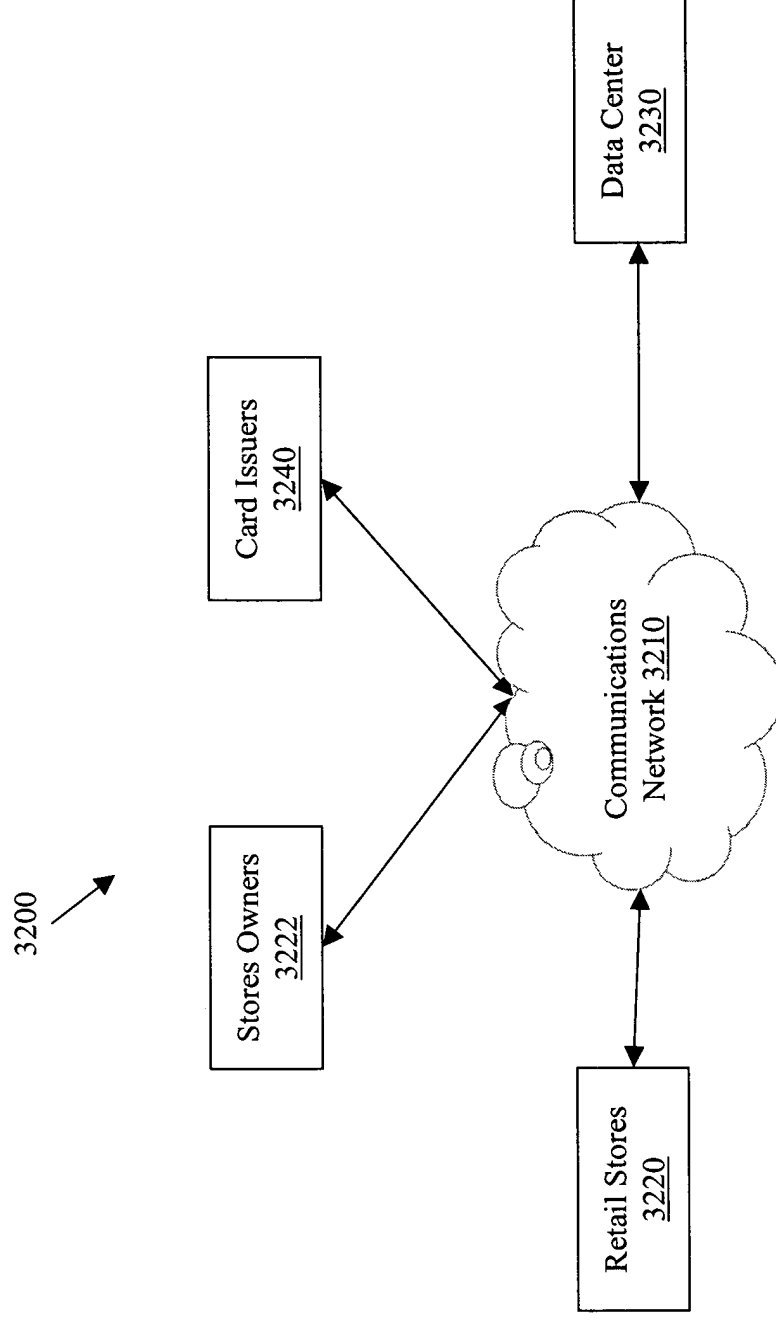 3200
Stores Owners
3222
Card Issuers
3240
Retail Stores
3220
Communications
Network 3210
Data Center
3230